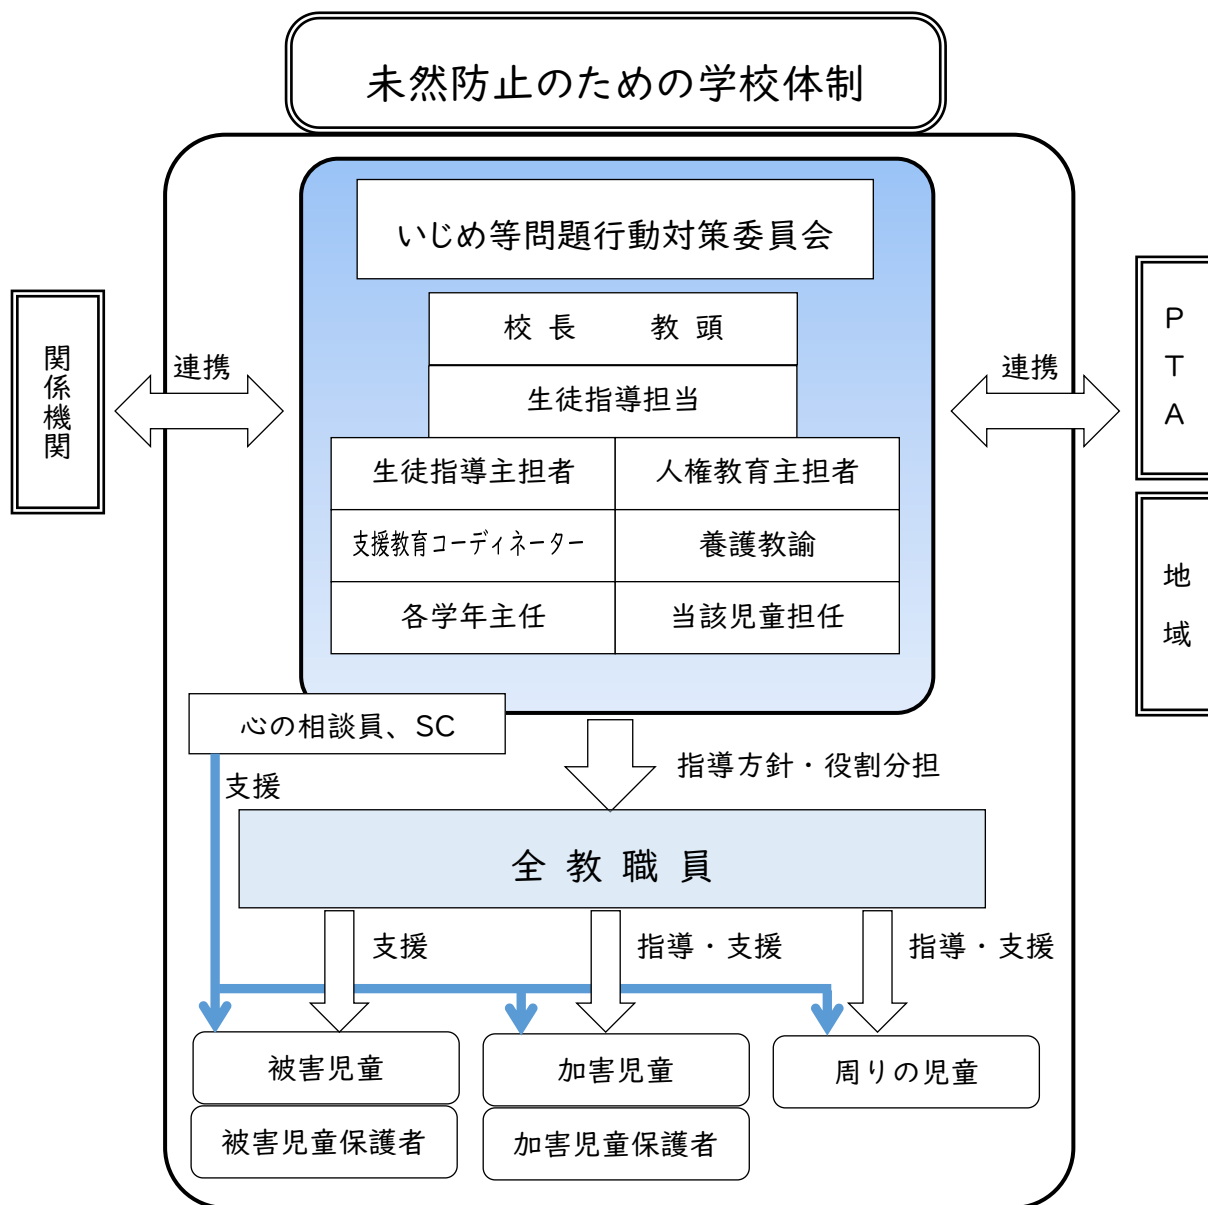 未然防止のための学校体制
いじめ等問題行動対策委員会
校長 教頭
生徒指導担当
生徒指導主担者 人権教育主担者
支援教育コーディネーター 養護教諭
各学年主任 当該児童担任
関係機関
連携
連携
PTA
地域
心の相談員、SC
支援
指導方針・役割分担
全教職員
支援
指導・支援
指導・支援
被害児童
加害児童
周りの児童
被害児童保護者
加害児童保護者